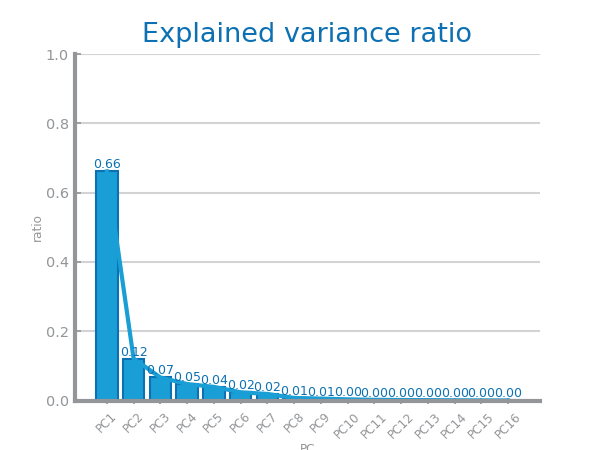 Explained variance ratio
1.0
0.8
0.6
0.4
0.2
0.0
ratio
0.66
0.12
0.07
0.05
0.04
0.02
0.02
0.01
0.01
0.00
0.00
0.00
0.00
0.00
0.00
0.00
PC1
PC2
PC3
PC4
PC5
PC6
PC7
PC8
PC9
PC10
PC11
PC12
PC13
PC14
PC15
PC16
PC